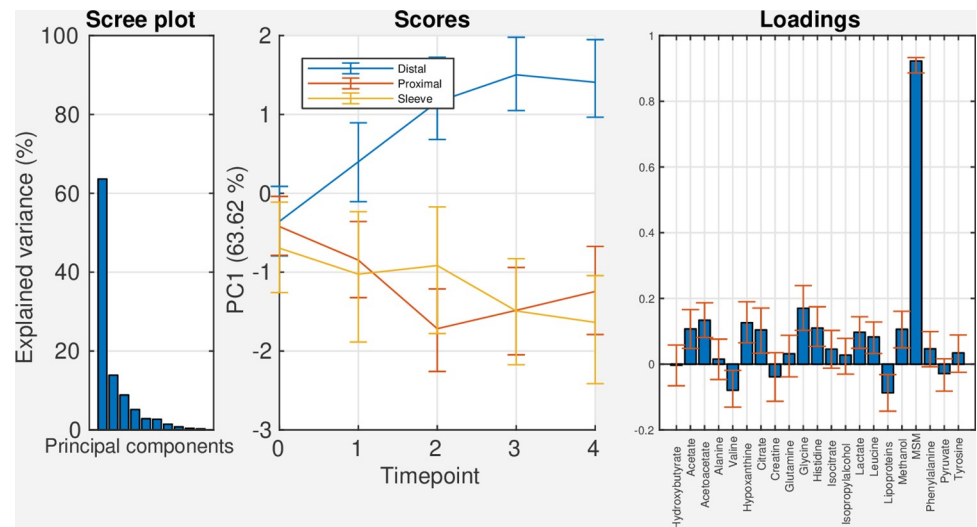 Scree plot
Explained variance (%)
100
80
60
40
20
0
Principal components
Scores
PC1 (63.62 %)
2
1
0
-1
-2
-3
Distal
Proximal
Sleeve
0 1 2 3 4
Timepoint
Loadings
1
0.8
0.6
0.4
0.2
0
-0.2
Acetate
Acetoacetate
Alanine
Valine
Hypoxanthine
Citrate
Creatine
Glutamine
Glycine
Histidine
Isocitrate
Isopropylalcohol
Lactate
Leucine
Lipoproteins
Methanol
MSM
Phenylalanine
Pyruvate
Tyrosine